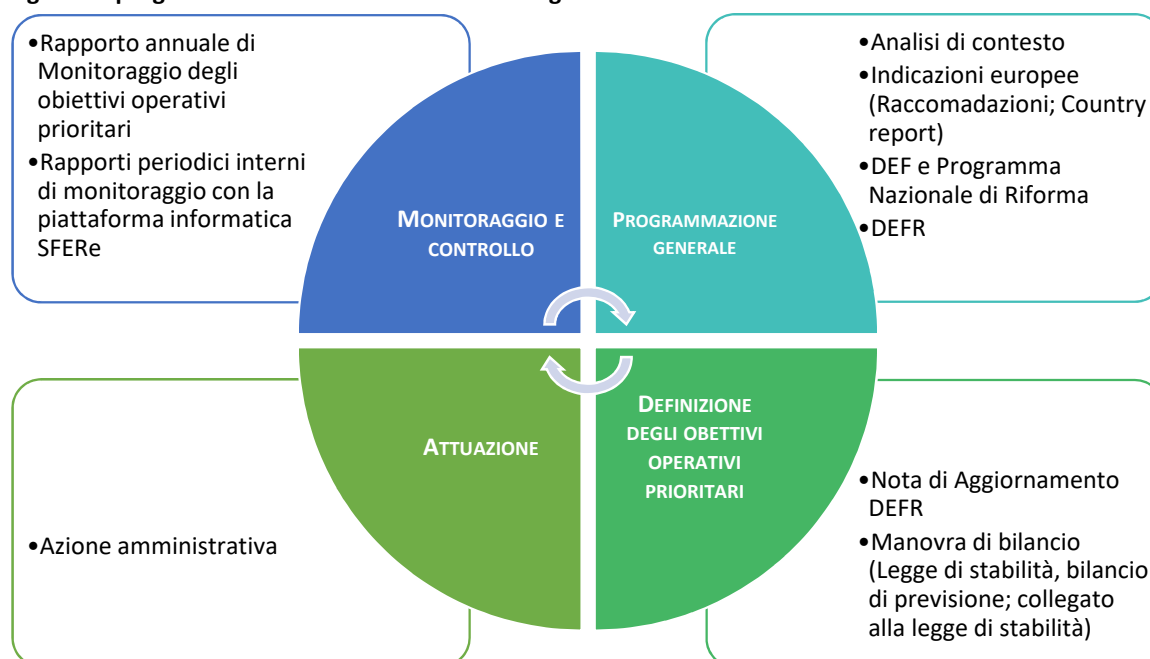 •Rapporto annuale di
Monitoraggio degli
obiettivi operativi
prioritari
•Rapporti periodici interni
di monitoraggio con la
piattaforma informatica
SFERe
MONITORAGGIO E
CONTROLLO
PROGRAMMAZIONE
GENERALE
•Analisi di contesto
•Indicazioni europee
(Raccomadazioni; Country
report)
•DEF e Programma
Nazionale di Riforma
•DEFR
•Azione amministrativa
ATTUAZIONE
DEFINIZIONE
DEGLI OBETTIVI
OPERATIVI
PRIORITARI
•Nota di Aggiornamento
DEFR
•Manovra di bilancio
(Legge di stabilità, bilancio
di previsione; collegato
alla legge di stabilità)